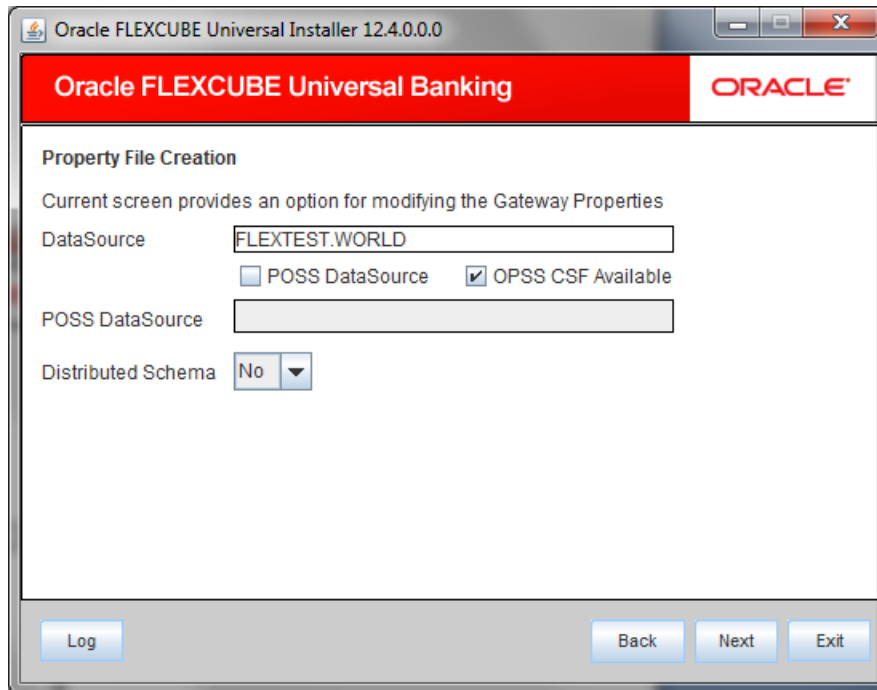 Oracle FLEXCUBE Universal Installer 12.4.0.0.0
Oracle FLEXCUBE Universal Banking ORACLE
Property File Creation
Current screen provides an option for modifying the Gateway Properties
DataSource FLEXTEST.WORLD
POSS DataSource OPSS CSF Available
POSS DataSource
Distributed Schema No
Log Back Next Exit